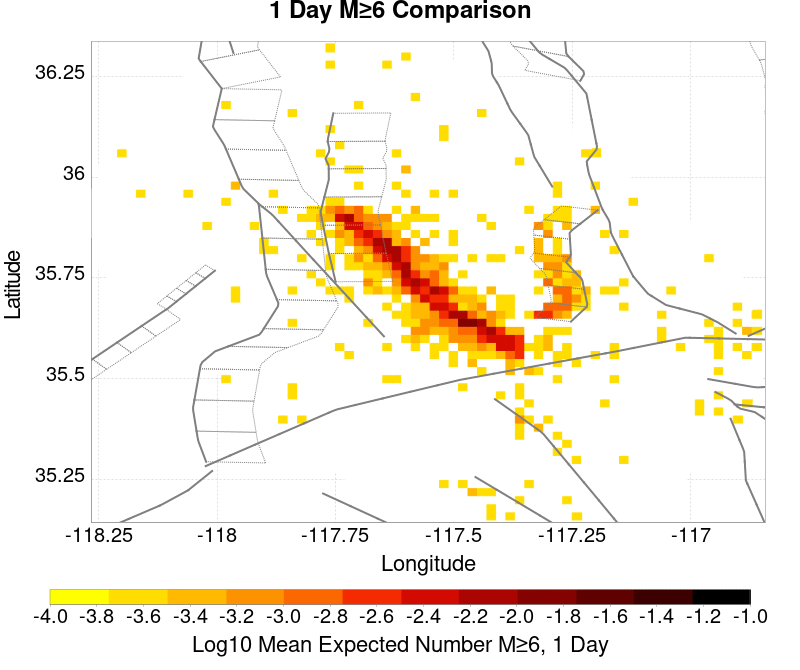 1 Day M≥6 Comparison
36.25
36
35.75
35.5
35.25
Latitude
-118.25 -118 -117.75 -117.5 -117.25 -117
Longitude
-4.0 -3.8 -3.6 -3.4 -3.2 -3.0 -2.8 -2.6 -2.4 -2.2 -2.0 -1.8 -1.6 -1.4 -1.2 -1.0
Log10 Mean Expected Number M≥6, 1 Day